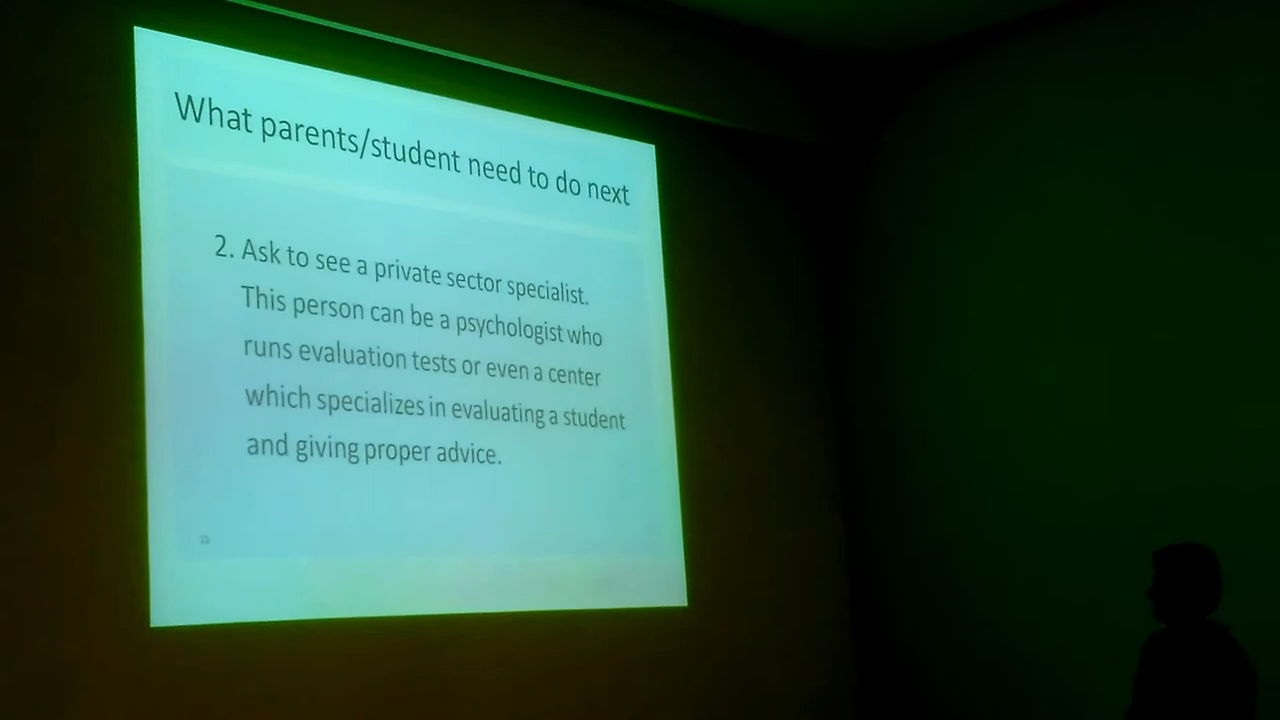 What parents/student need to do next
2. Ask to see a private sector specialist.
This person can be a psychologist who
runs evaluation tests or even a center
which specializes in evaluating a student
and giving proper advice.